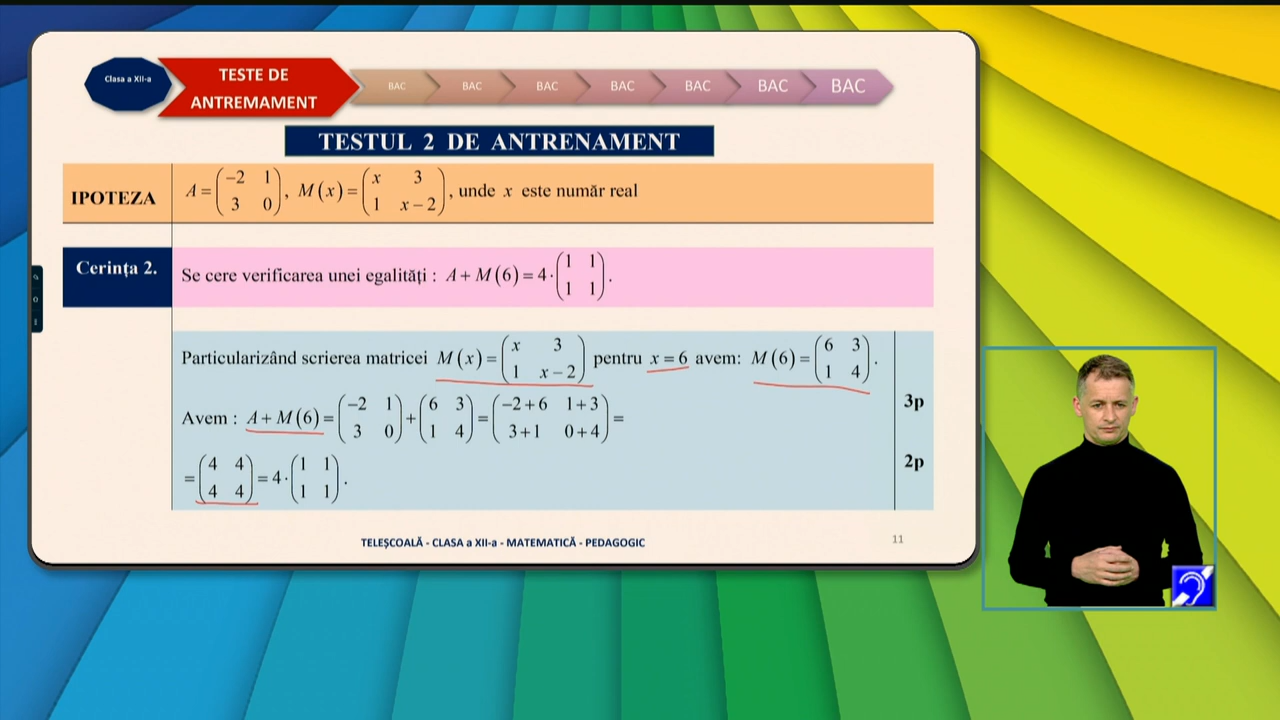 Clasa a XII-a
TESTE DE
ANTREMAMENT
BAC BAC BAC BAC BAC BAC BAC
TESTUL 2 DE ANTRENAMENT
IPOTEZA
A = (−2 1; 3 0), M(x) = (x 3; 1 x−2), unde x este număr real
Cerința 2.
Se cere verificarea unei egalități : A + M(6) = 4·(1 1; 1 1).
Particularizând scrierea matricei M(x) = (x 3; 1 x−2) pentru x = 6 avem: M(6) = (6 3; 1 4).
Avem : A + M(6) = (−2 1; 3 0) + (6 3; 1 4) = (−2+6 1+3; 3+1 0+4) =
3p
= (4 4; 4 4) = 4·(1 1; 1 1).
2p
TELEȘCOALĂ - CLASA a XII-a - MATEMATICĂ - PEDAGOGIC
11